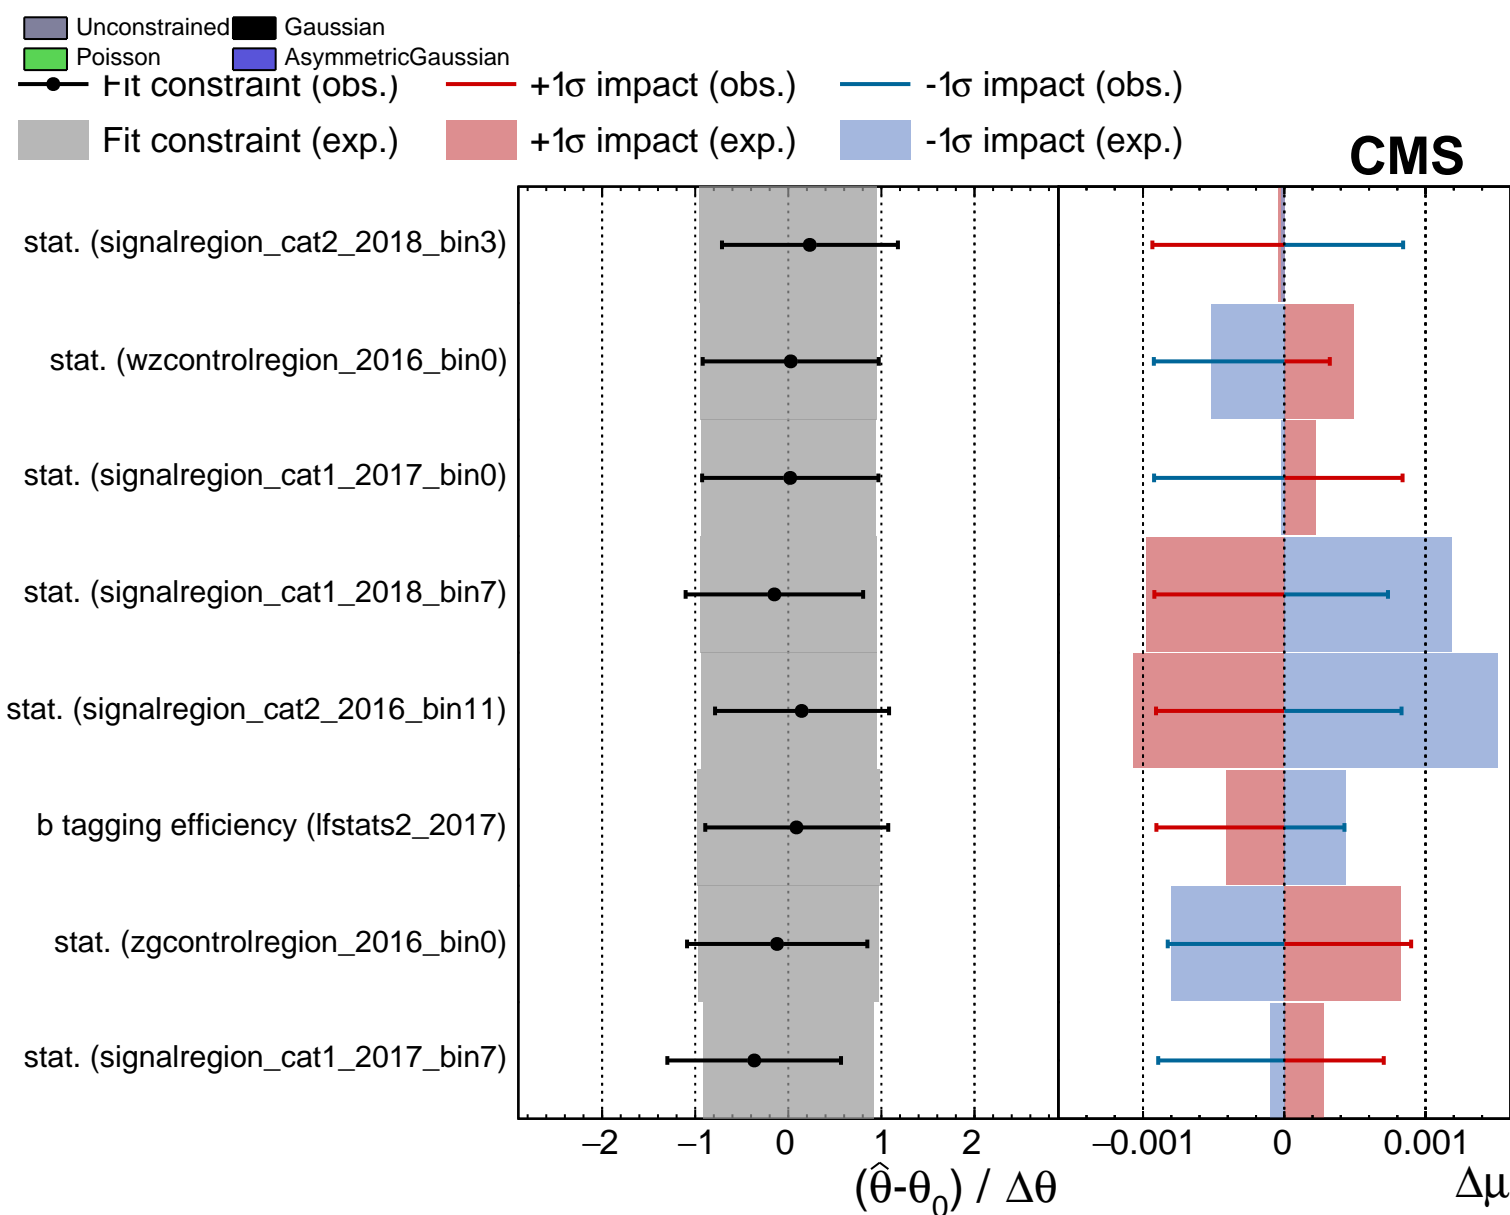 Unconstrained Gaussian
Poisson AsymmetricGaussian
Fit constraint (obs.) +1σ impact (obs.) -1σ impact (obs.)
Fit constraint (exp.) +1σ impact (exp.) -1σ impact (exp.)
CMS
stat. (signalregion_cat2_2018_bin3)
stat. (wzcontrolregion_2016_bin0)
stat. (signalregion_cat1_2017_bin0)
stat. (signalregion_cat1_2018_bin7)
stat. (signalregion_cat2_2016_bin11)
b tagging efficiency (lfstats2_2017)
stat. (zgcontrolregion_2016_bin0)
stat. (signalregion_cat1_2017_bin7)
−2 −1 0 1 2 −0.001 0 0.001
(θ̂-θ₀) / Δθ Δμ